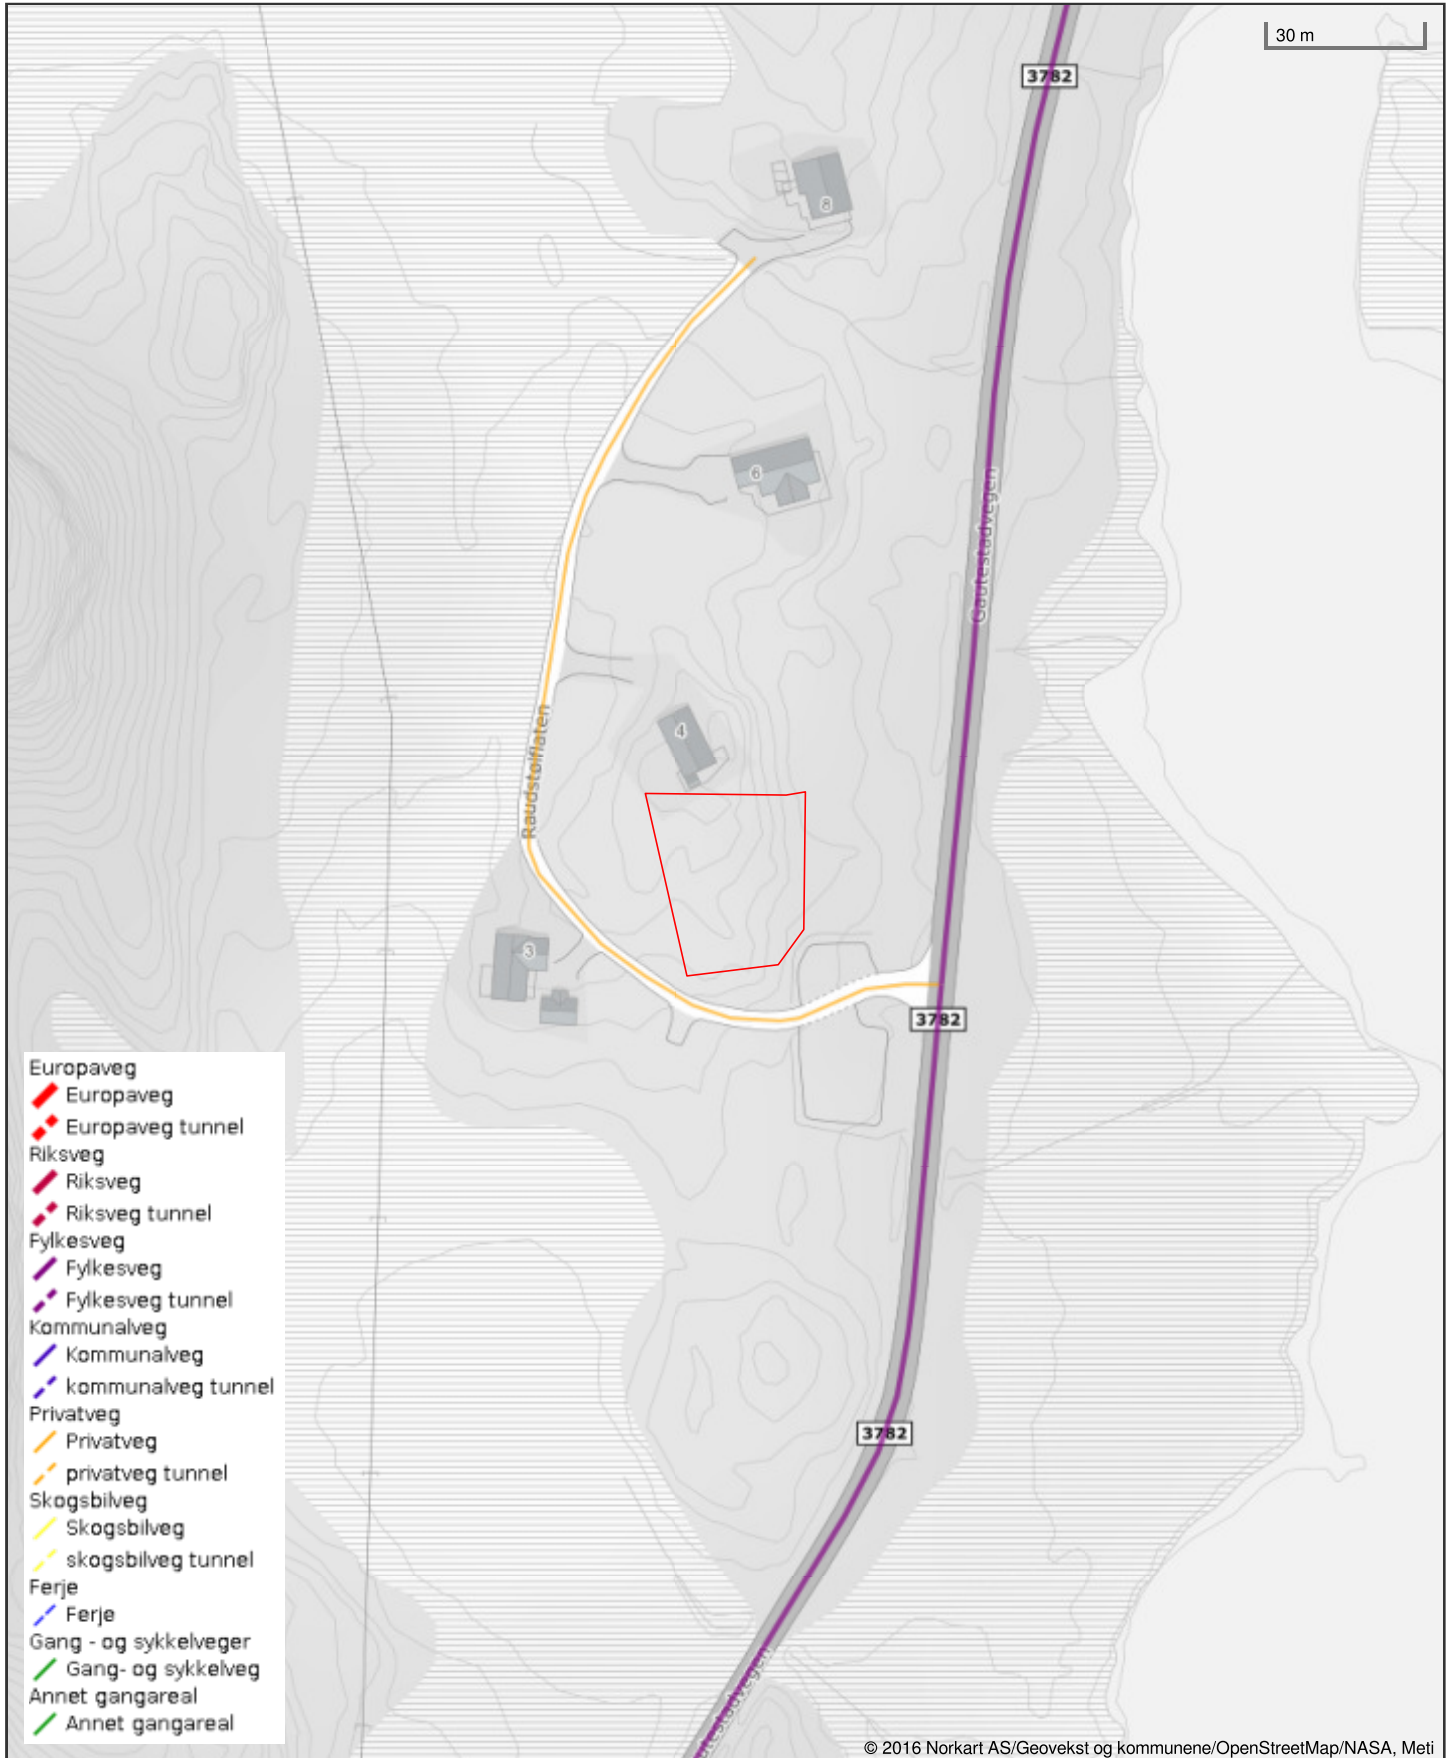 30 m
3782
8
6
Gautestadvegen
4
Raudstølflaten
3
3782
Europaveg
Europaveg
Europaveg tunnel
Riksveg
Riksveg
Riksveg tunnel
Fylkesveg
Fylkesveg
Fylkesveg tunnel
Kommunalveg
Kommunalveg
kommunalveg tunnel
Privatveg
Privatveg
privatveg tunnel
3782
Skogsbilveg
Skogsbilveg
skogsbilveg tunnel
Ferje
Ferje
Gang - og sykkelveger
Gang- og sykkelveg
Annet gangareal
Annet gangareal
utestadvegen
© 2016 Norkart AS/Geovekst og kommunene/OpenStreetMap/NASA, Meti